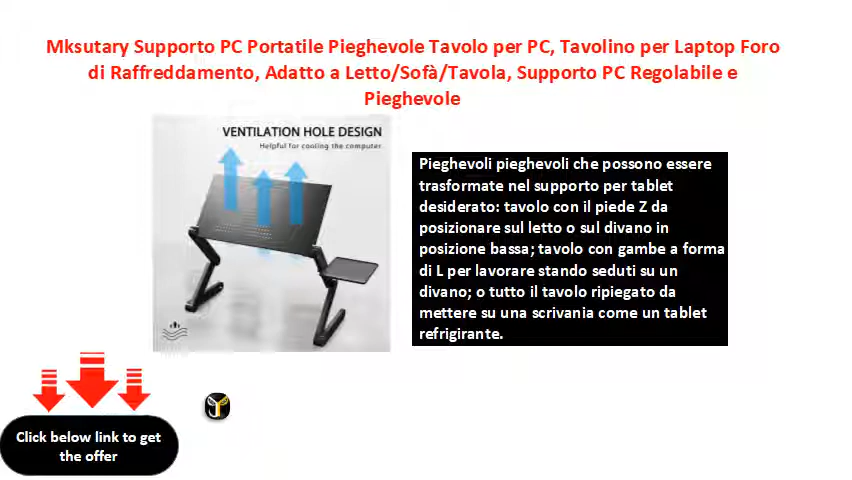 Mksutary Supporto PC Portatile Pieghevole Tavolo per PC, Tavolino per Laptop Foro
di Raffreddamento, Adatto a Letto/Sofà/Tavola, Supporto PC Regolabile e
Pieghevole
VENTILATION HOLE DESIGN
Helpful for cooling the computer
Pieghevoli pieghevoli che possono essere
trasformate nel supporto per tablet
desiderato: tavolo con il piede Z da
posizionare sul letto o sul divano in
posizione bassa; tavolo con gambe a forma
di L per lavorare stando seduti su un
divano; o tutto il tavolo ripiegato da
mettere su una scrivania come un tablet
refrigirante.
Click below link to get
the offer